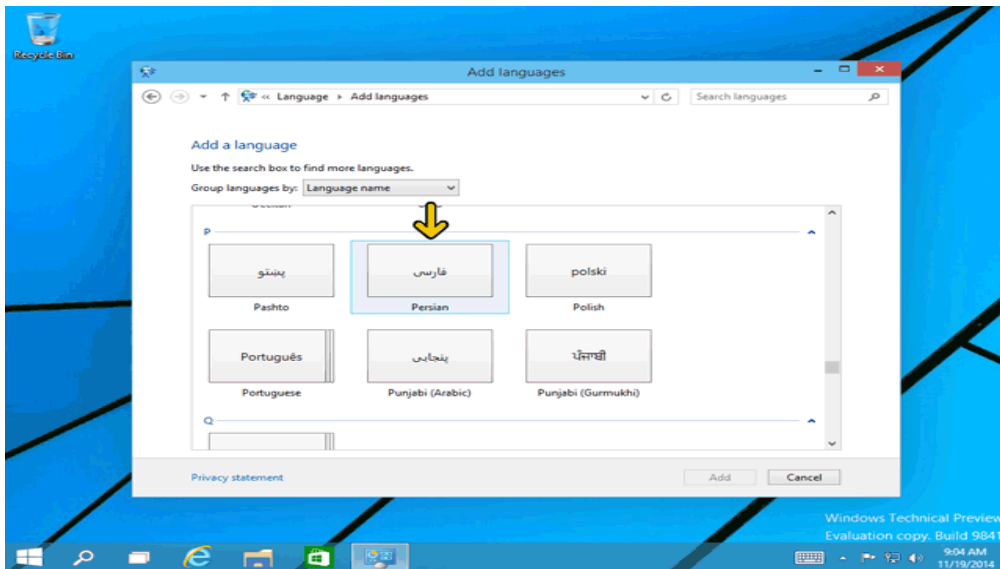 Recycle Bin
Add languages
« Language › Add languages
Search languages
Add a language
Use the search box to find more languages.
Group languages by: Language name
P
پښتو
فارسی
polski
Pashto
Persian
Polish
Português
پنجابی
ਪੰਜਾਬੀ
Portuguese
Punjabi (Arabic)
Punjabi (Gurmukhi)
Q
Privacy statement
Add
Cancel
Windows Technical Preview
Evaluation copy. Build 9841
9:04 AM
11/19/2014